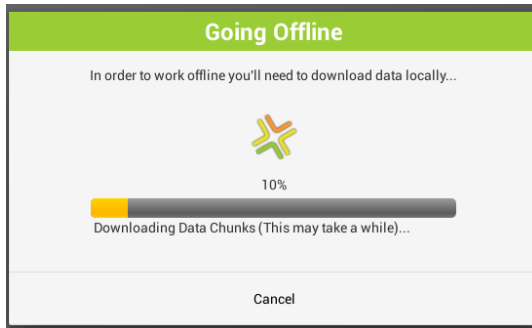 Going Offline
In order to work offline you'll need to download data locally...
10%
Downloading Data Chunks (This may take a while)...
Cancel